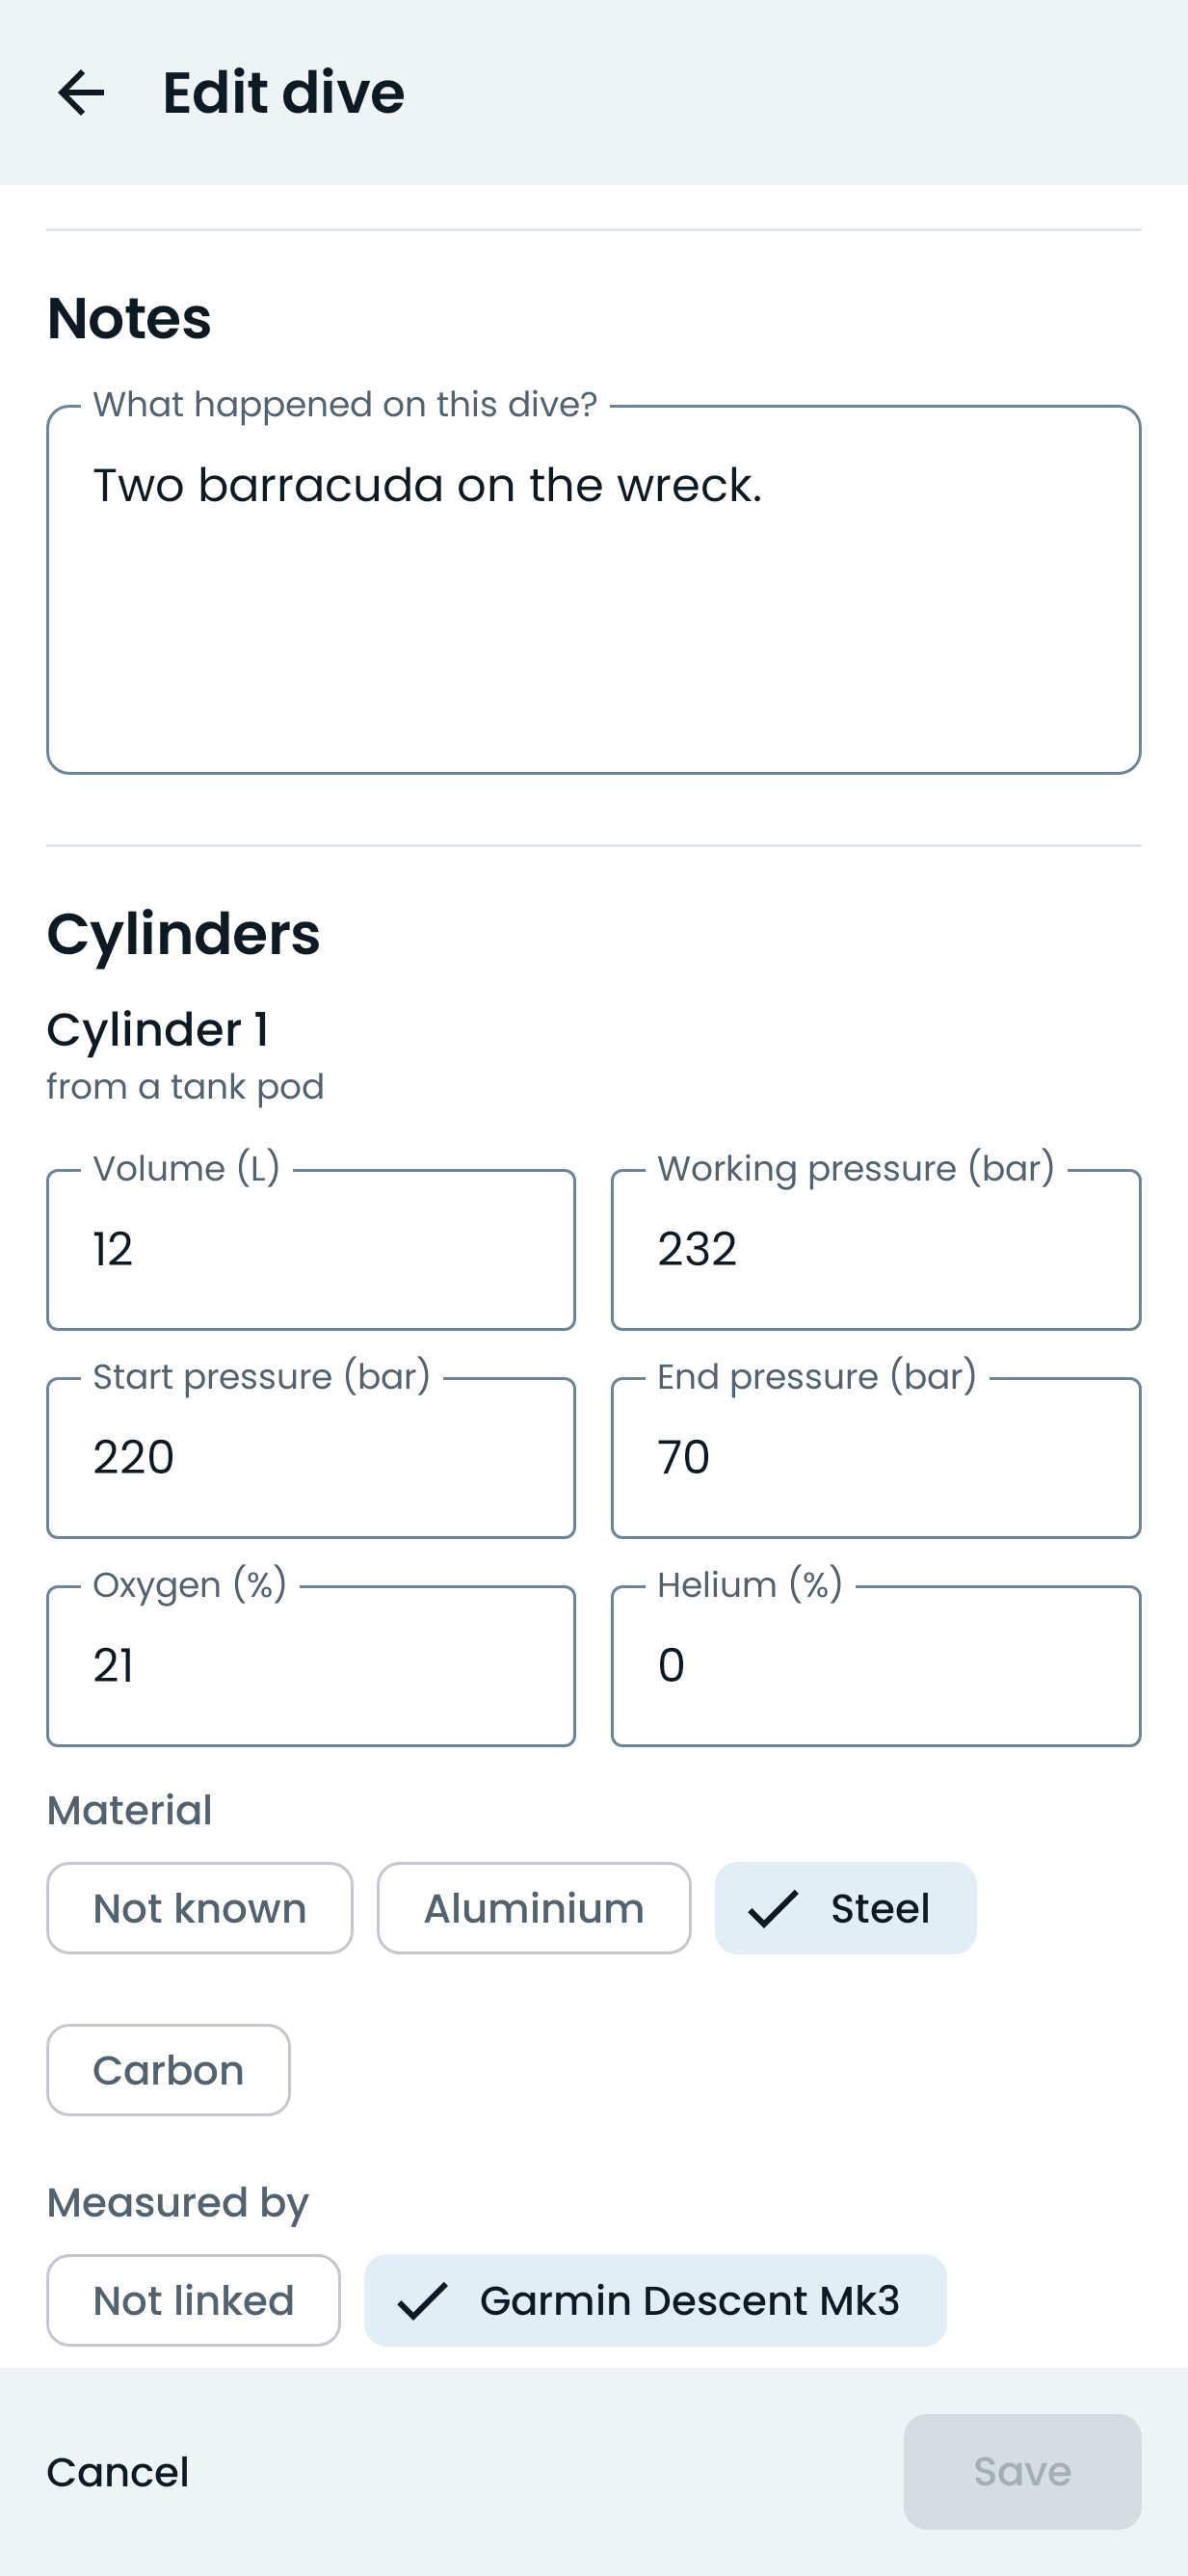 Edit dive
Notes
What happened on this dive?
Two barracuda on the wreck.
Cylinders
Cylinder 1
from a tank pod
Volume (L)
12
Working pressure (bar)
232
Start pressure (bar)
220
End pressure (bar)
70
Oxygen (%)
21
Helium (%)
0
Material
Not known
Aluminium
Steel
Carbon
Measured by
Not linked
Garmin Descent Mk3
Cancel
Save